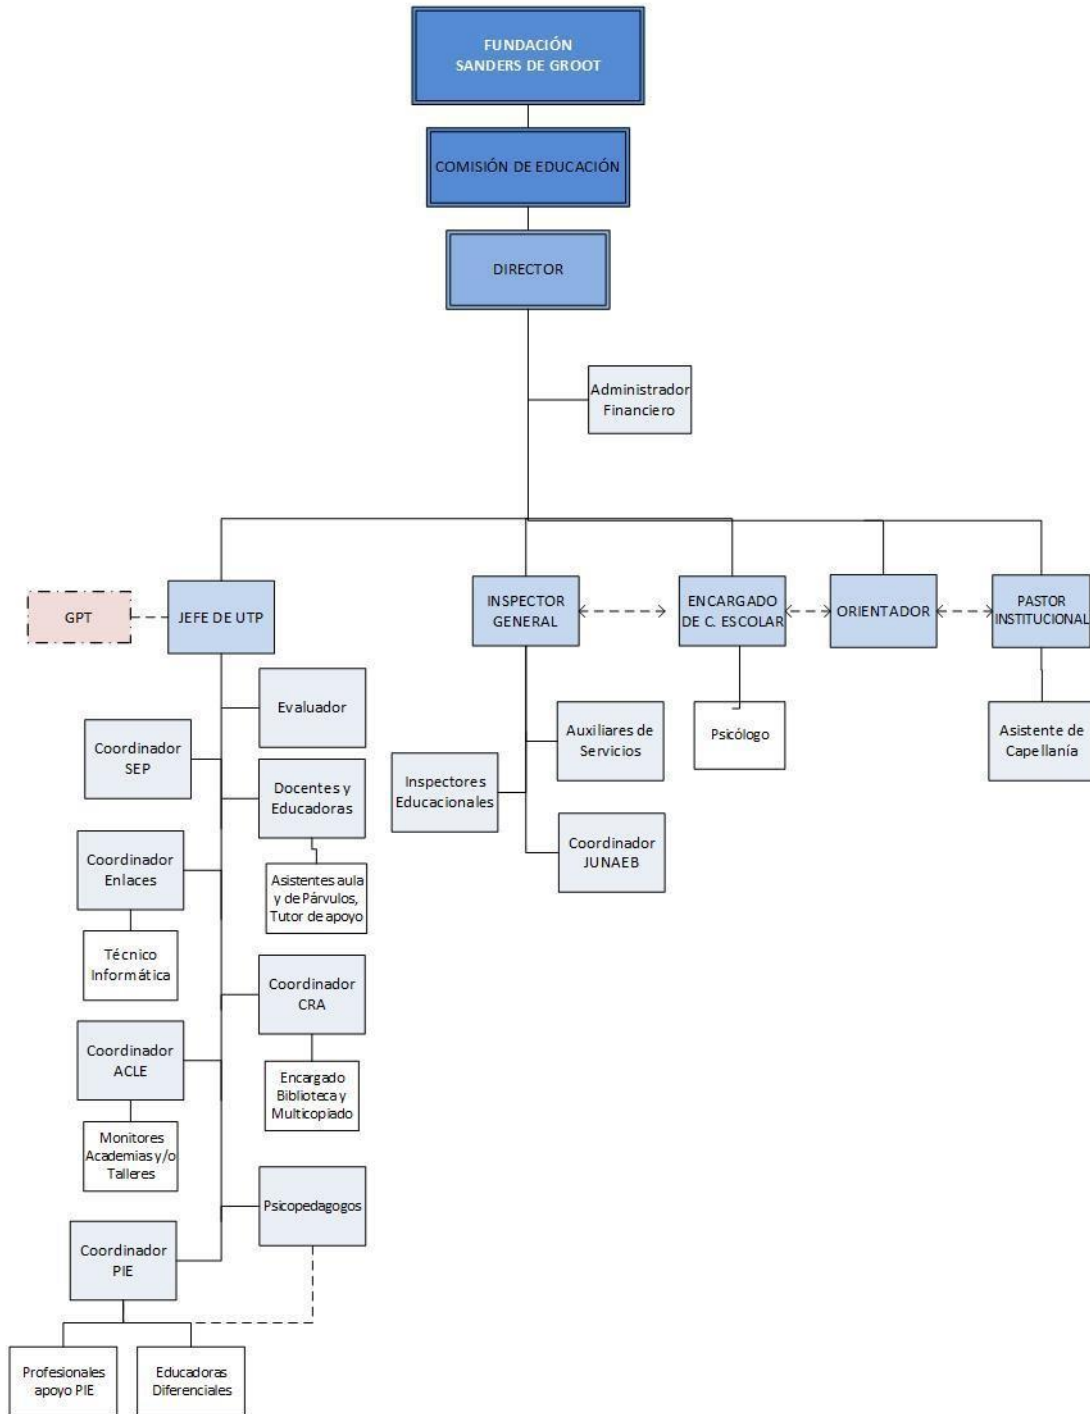 FUNDACIÓN
SANDERS DE GROOT
COMISIÓN DE EDUCACIÓN
DIRECTOR
Administrador
Financiero
GPT
JEFE DE UTP
INSPECTOR
GENERAL
ENCARGADO
DE C. ESCOLAR
ORIENTADOR
PASTOR
INSTITUCIONAL
Evaluador
Coordinador
SEP
Docentes y
Educadoras
Asistentes aula
y de Párvulos,
Tutor de apoyo
Coordinador
Enlaces
Técnico
Informática
Coordinador
CRA
Encargado
Biblioteca y
Multicopiado
Coordinador
ACLE
Monitores
Academias y/o
Talleres
Psicopedagogos
Coordinador
PIE
Profesionales
apoyo PIE
Educadoras
Diferenciales
Inspectores
Educacionales
Auxiliares de
Servicios
Coordinador
JUNAEB
Psicólogo
Asistente de
Capellanía